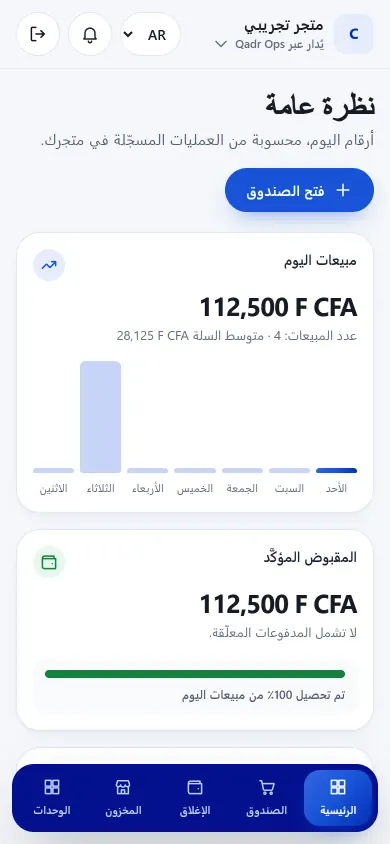 متجر تجريبي
يُدار عبر Qadr Ops
C
AR
نظرة عامة
أرقام اليوم، محسوبة من العمليات المسجّلة في متجرك.
فتح الصندوق
مبيعات اليوم
112,500 F CFA
عدد المبيعات: 4 · متوسط السلة 28,125 F CFA
الأحد
السبت
الجمعة
الخميس
الأربعاء
الثلاثاء
الاثنين
المقبوض المؤكَّد
112,500 F CFA
لا تشمل المدفوعات المعلّقة.
تم تحصيل 100٪ من مبيعات اليوم
الرئيسية
الصندوق
الإغلاق
المخزون
الوحدات